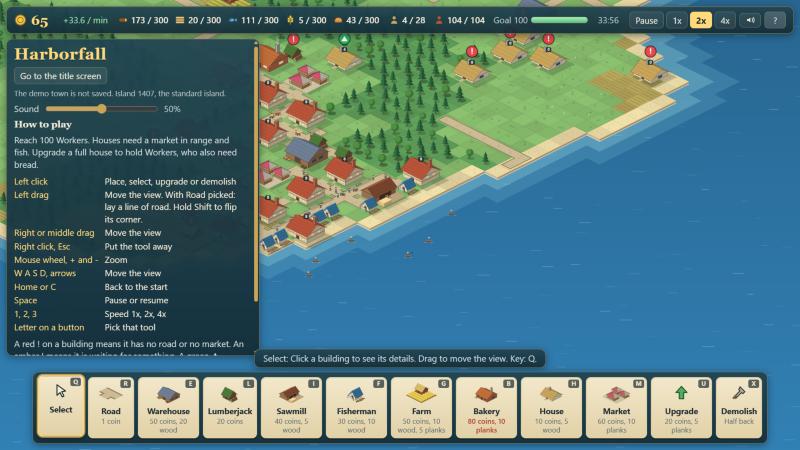 65 +33.6 / min 173 / 300 20 / 300 111 / 300 5 / 300 43 / 300 4 / 28 104 / 104 Goal 100 33:56 Pause 1x 2x 4x ?
Harborfall
Go to the title screen
The demo town is not saved. Island 1407, the standard island.
Sound 50%
How to play
Reach 100 Workers. Houses need a market in range and
fish. Upgrade a full house to hold Workers, who also need
bread.
Left click Place, select, upgrade or demolish
Left drag Move the view. With Road picked:
lay a line of road. Hold Shift to flip
its corner.
Right or middle drag Move the view
Right click, Esc Put the tool away
Mouse wheel, + and - Zoom
W A S D, arrows Move the view
Home or C Back to the start
Space Pause or resume
1, 2, 3 Speed 1x, 2x, 4x
Letter on a button Pick that tool
A red ! on a building means it has no road or no market. An
Select: Click a building to see its details. Drag to move the view. Key: Q.
Q R E L I F G B H M U X
Select Road Warehouse Lumberjack Sawmill Fisherman Farm Bakery House Market Upgrade Demolish
1 coin 50 coins, 20 wood 20 coins 40 coins, 5 wood 30 coins, 10 wood 50 coins, 10 wood, 5 planks 80 coins, 10 planks 10 coins, 5 wood 60 coins, 10 planks 20 coins, 5 planks Half back